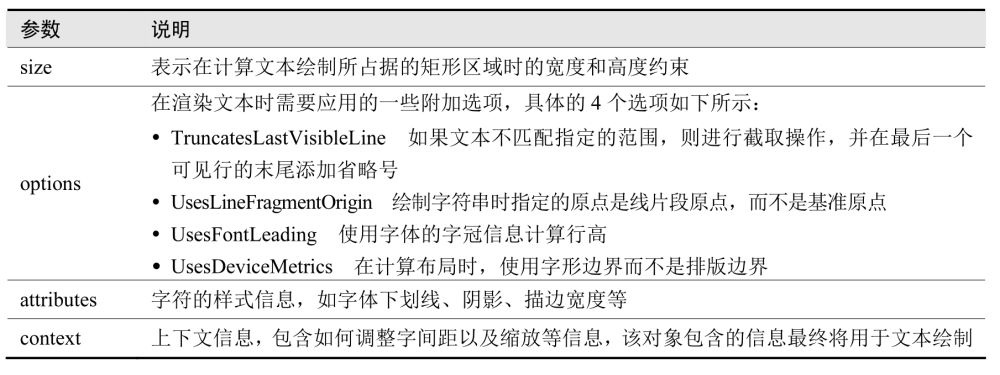 参数 说明
size 表示在计算文本绘制所占据的矩形区域时的宽度和高度约束
options 在渲染文本时需要应用的一些附加选项，具体的 4 个选项如下所示：
• TruncatesLastVisibleLine 如果文本不匹配指定的范围，则进行截取操作，并在最后一个
可见行的末尾添加省略号
• UsesLineFragmentOrigin 绘制字符串时指定的原点是线片段原点，而不是基准原点
• UsesFontLeading 使用字体的字冠信息计算行高
• UsesDeviceMetrics 在计算布局时，使用字形边界而不是排版边界
attributes 字符的样式信息，如字体下划线、阴影、描边宽度等
context 上下文信息，包含如何调整字间距以及缩放等信息，该对象包含的信息最终将用于文本绘制